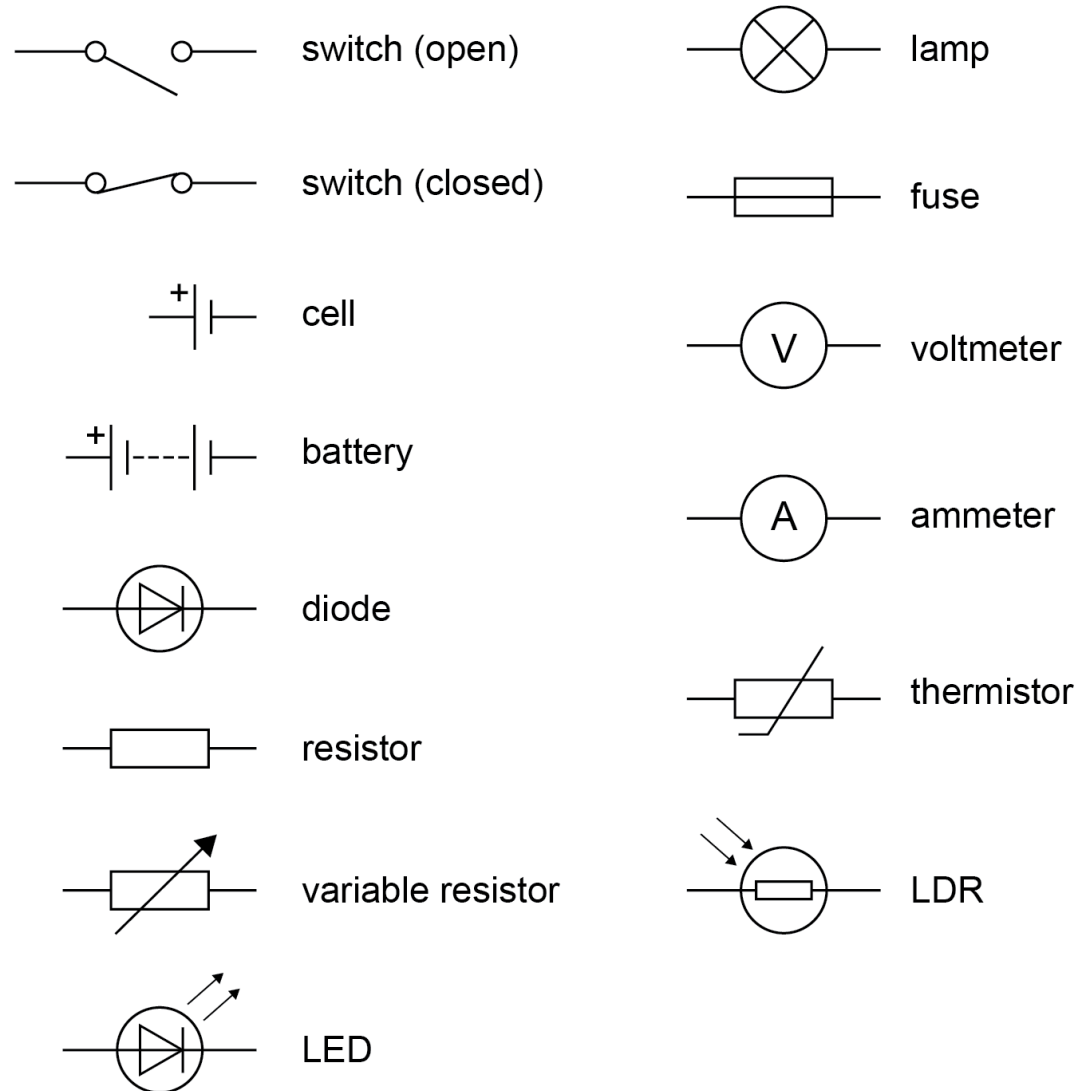 switch (open)
switch (closed)
+
cell
+
battery
diode
resistor
variable resistor
LED
lamp
fuse
V
voltmeter
A
ammeter
thermistor
LDR